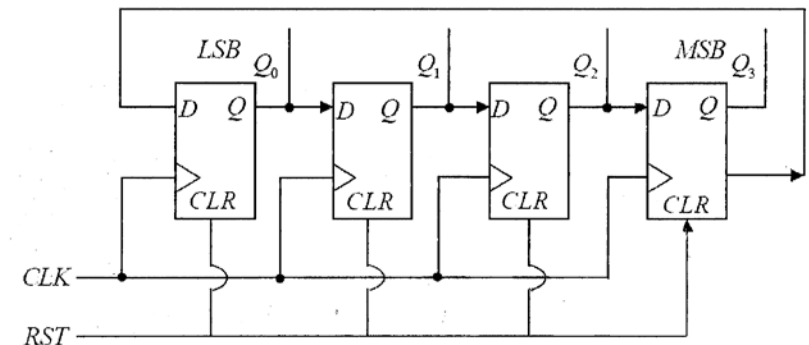 LSB Q0 Q1 Q2 MSB Q3
D Q D Q D Q D Q
CLR CLR CLR CLR
CLK
RST